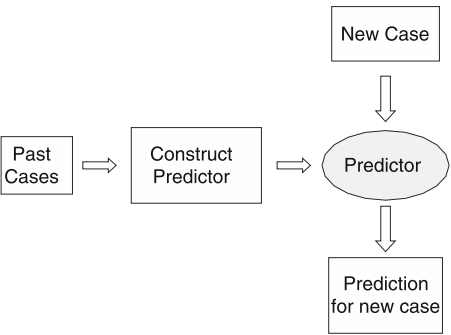 New Case
Past
Cases
Construct
Predictor
Predictor
Prediction
for new case